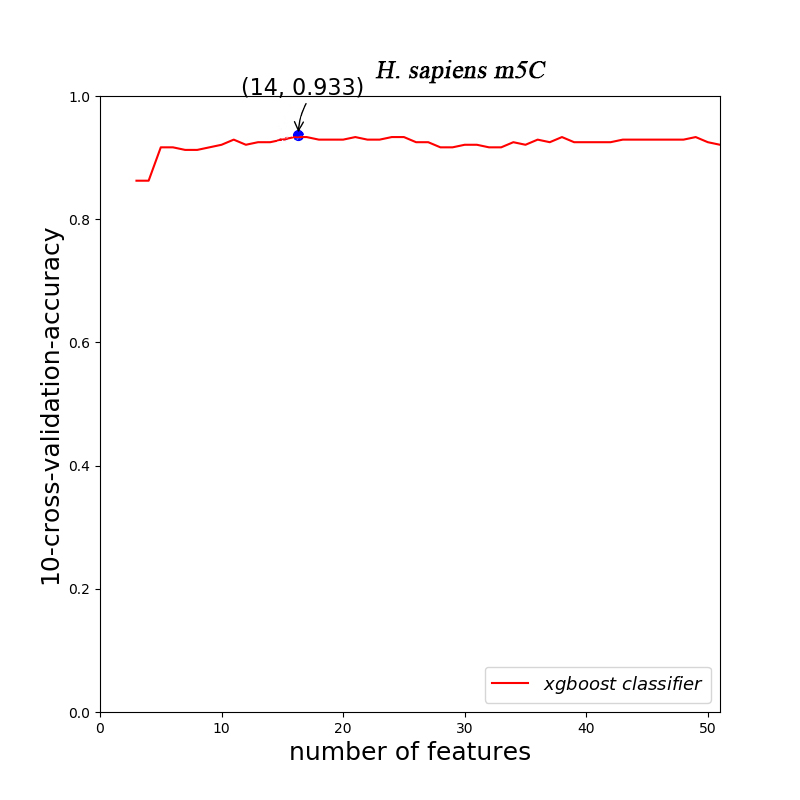 H. sapiens m5C
(14, 0.933)
1.0
0.8
0.6
0.4
0.2
0.0
10-cross-validation-accuracy
xgboost classifier
0 10 20 30 40 50
number of features